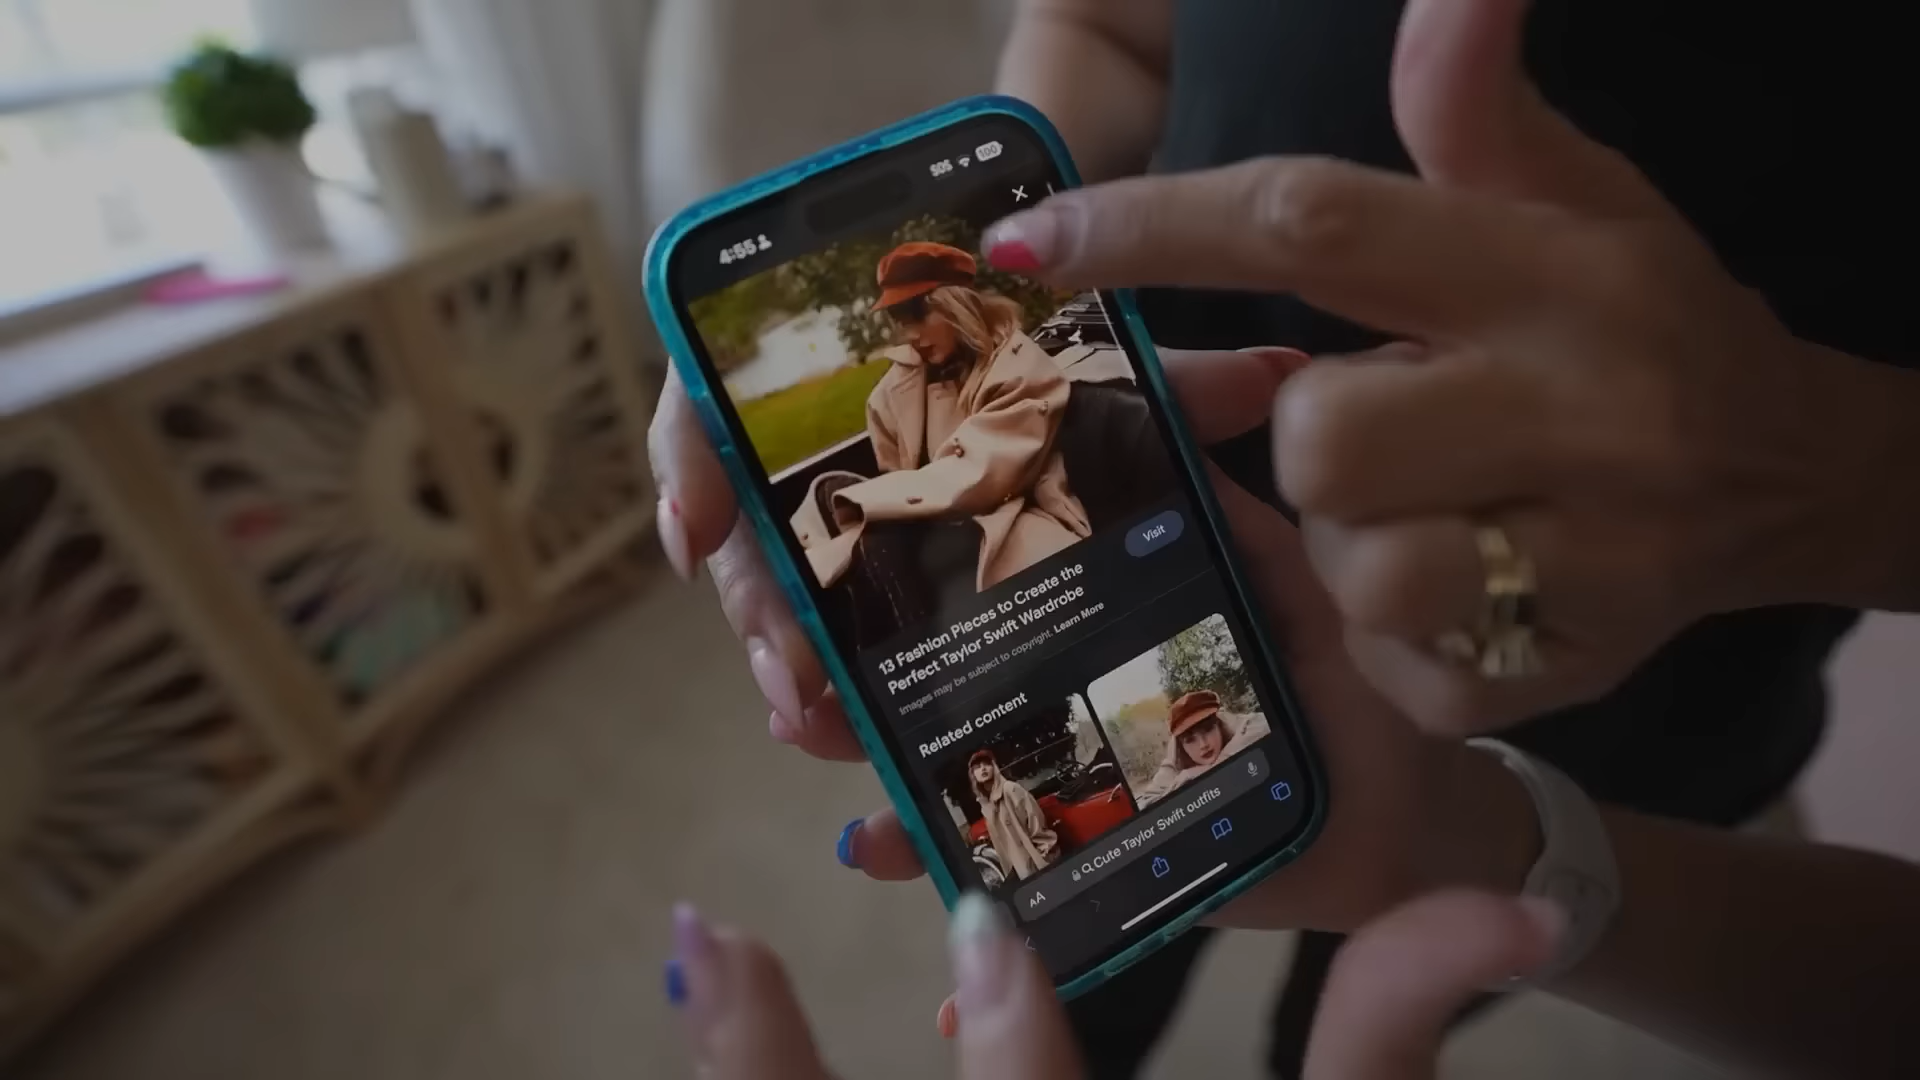 4:55
SOS
100
Visit
13 Fashion Pieces to Create the
Perfect Taylor Swift Wardrobe
Images may be subject to copyright. Learn More
Related content
AA
Cute Taylor Swift outfits